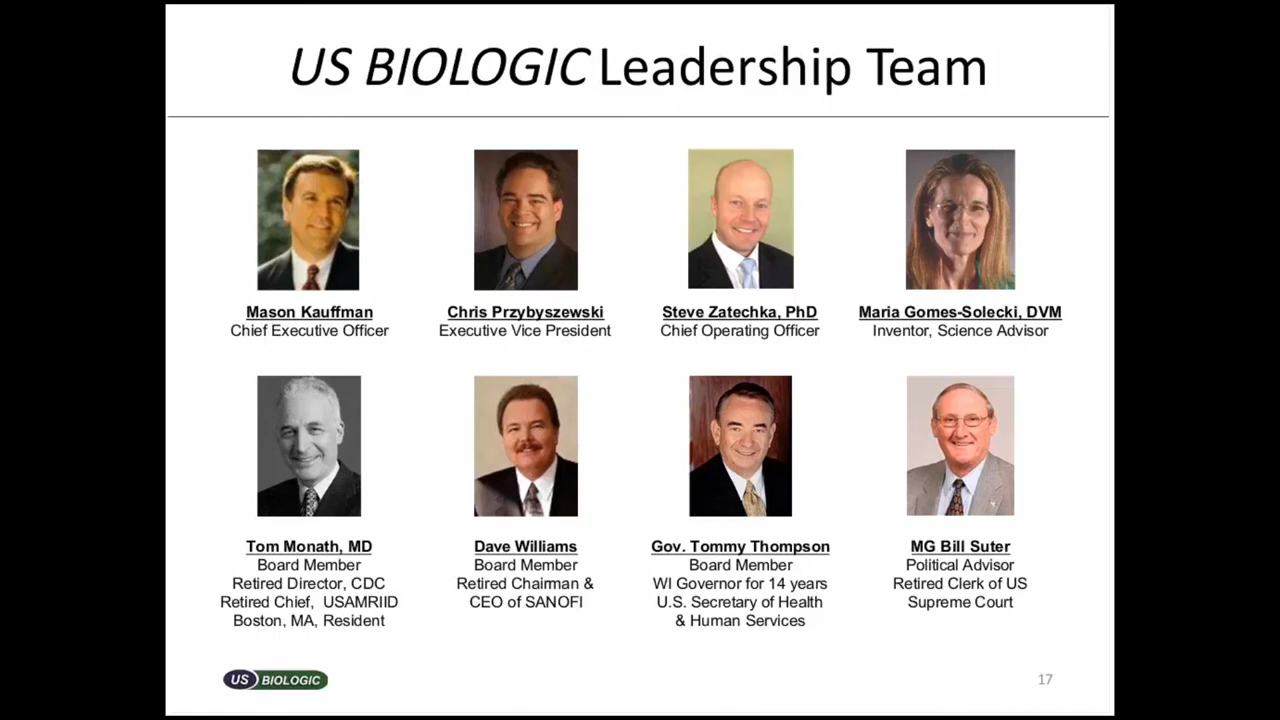 US BIOLOGIC Leadership Team
Mason Kauffman
Chief Executive Officer
Chris Przybyszewski
Executive Vice President
Steve Zatechka, PhD
Chief Operating Officer
Maria Gomes-Solecki, DVM
Inventor, Science Advisor
Tom Monath, MD
Board Member
Retired Director, CDC
Retired Chief, USAMRIID
Boston, MA, Resident
Dave Williams
Board Member
Retired Chairman &
CEO of SANOFI
Gov. Tommy Thompson
Board Member
WI Governor for 14 years
U.S. Secretary of Health
& Human Services
MG Bill Suter
Political Advisor
Retired Clerk of US
Supreme Court
US BIOLOGIC
17